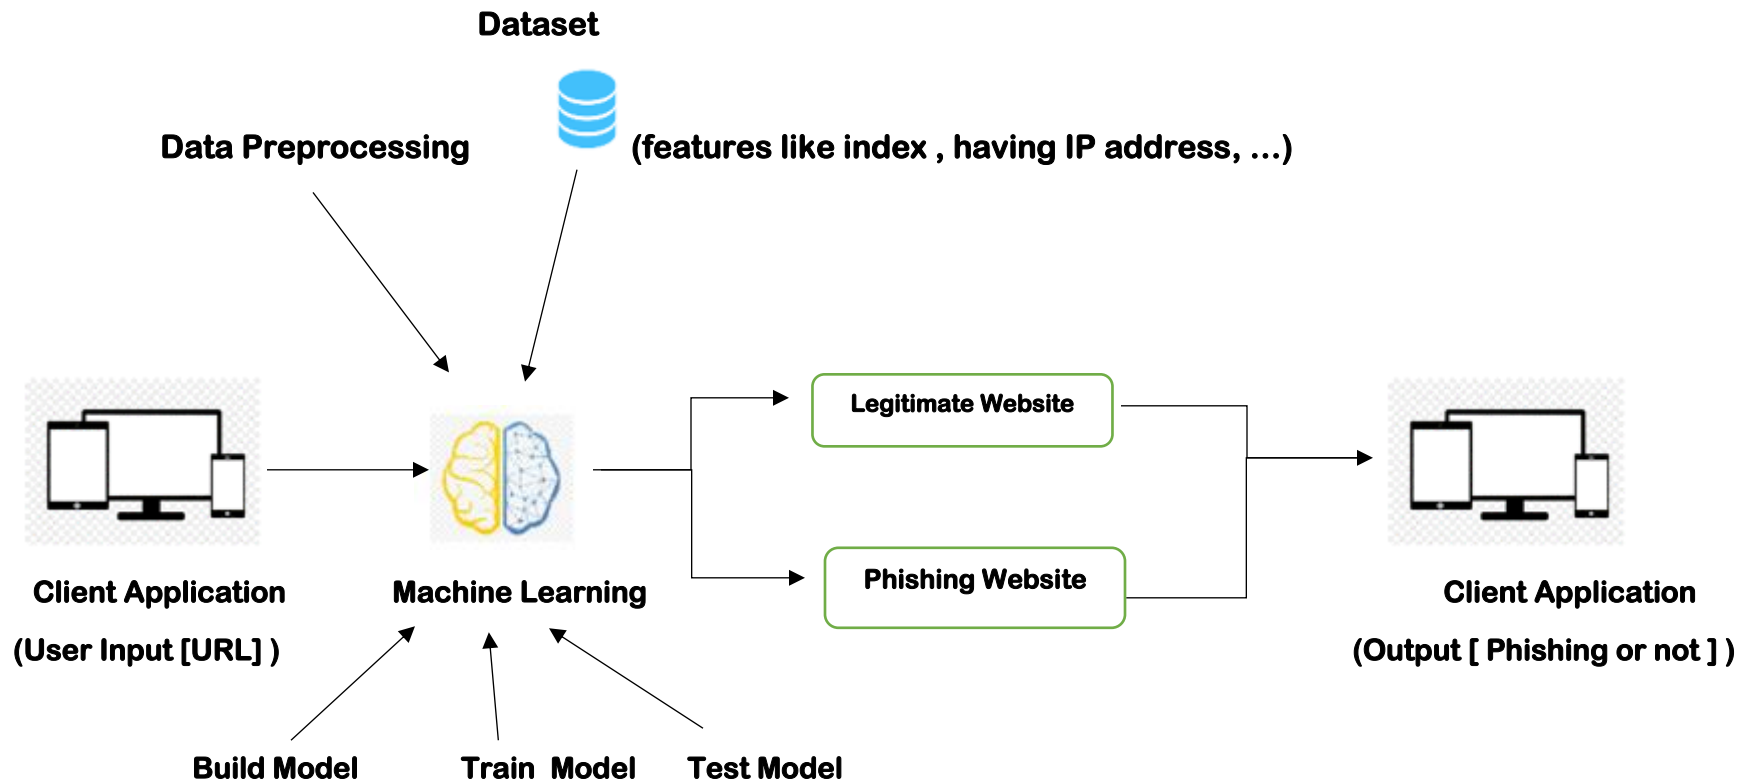 Dataset
Data Preprocessing
(features like index , having IP address, ...)
Legitimate Website
Phishing Website
Client Application
(User Input [URL] )
Machine Learning
Client Application
(Output [ Phishing or not ] )
Build Model
Train  Model
Test Model